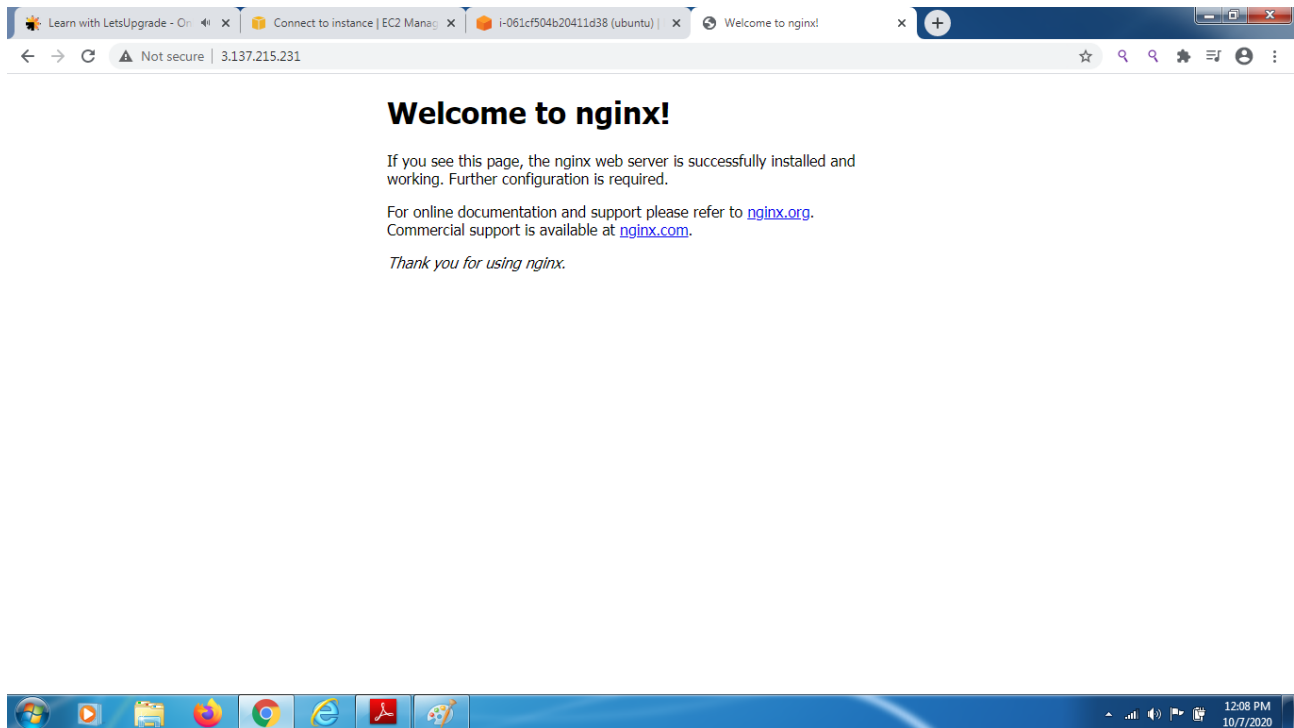 Learn with LetsUpgrade - On
Connect to instance | EC2 Manag
i-061cf504b20411d38 (ubuntu) |
Welcome to nginx!
Not secure | 3.137.215.231
Welcome to nginx!
If you see this page, the nginx web server is successfully installed and
working. Further configuration is required.
For online documentation and support please refer to nginx.org.
Commercial support is available at nginx.com.
Thank you for using nginx.
12:08 PM
10/7/2020